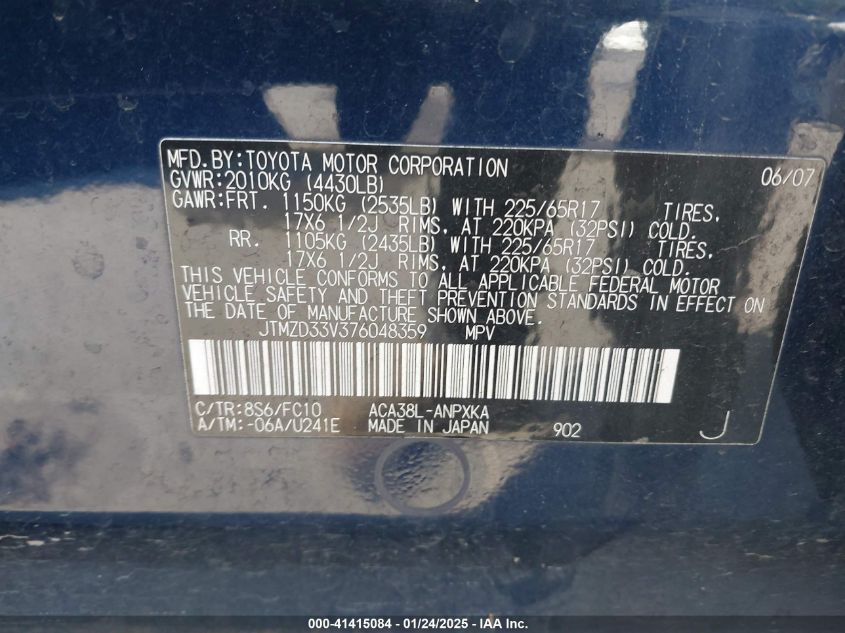 MFD.BY:TOYOTA MOTOR CORPORATION 06/07
GVWR:2010KG (4430LB)
GAWR:FRT. 1150KG (2535LB) WITH 225/65R17 TIRES,
17X6 1/2J RIMS, AT 220KPA (32PSI) COLD.
RR. 1105KG (2435LB) WITH 225/65R17 TIRES,
17X6 1/2J RIMS, AT 220KPA (32PSI) COLD.
THIS VEHICLE CONFORMS TO ALL APPLICABLE FEDERAL MOTOR
VEHICLE SAFETY AND THEFT PREVENTION STANDARDS IN EFFECT ON
THE DATE OF MANUFACTURE SHOWN ABOVE.
JTMZD33V376048359 MPV
C/TR:8S6/FC10 ACA38L-ANPXKA
A/TM:-06A/U241E MADE IN JAPAN 902 J
000-41415084 - 01/24/2025 - IAA Inc.